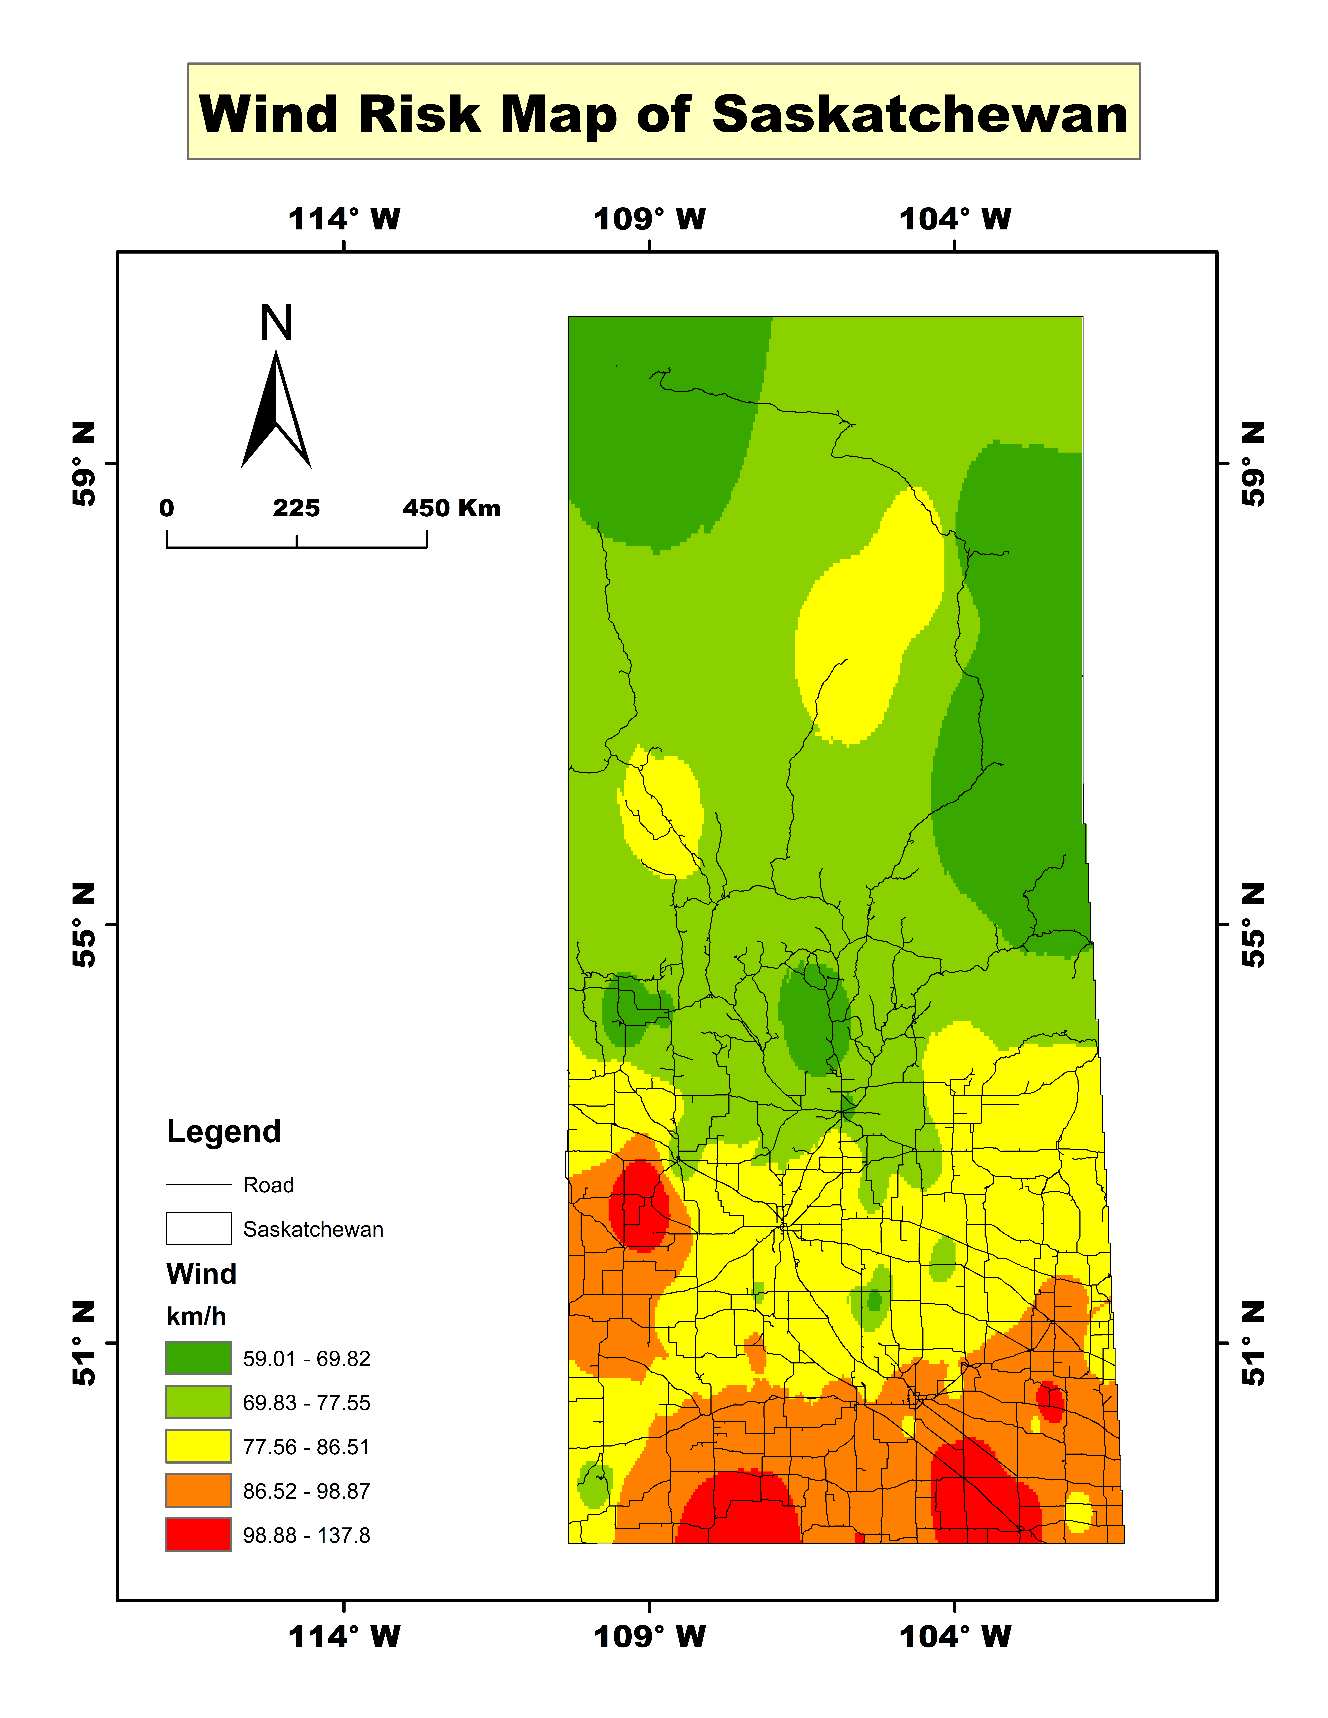 Wind Risk Map of Saskatchewan
114° W 109° W 104° W
N
0 225 450 Km
59° N 59° N
55° N 55° N
51° N 51° N
Legend
Road
Saskatchewan
Wind
km/h
59.01 - 69.82
69.83 - 77.55
77.56 - 86.51
86.52 - 98.87
98.88 - 137.8
114° W 109° W 104° W